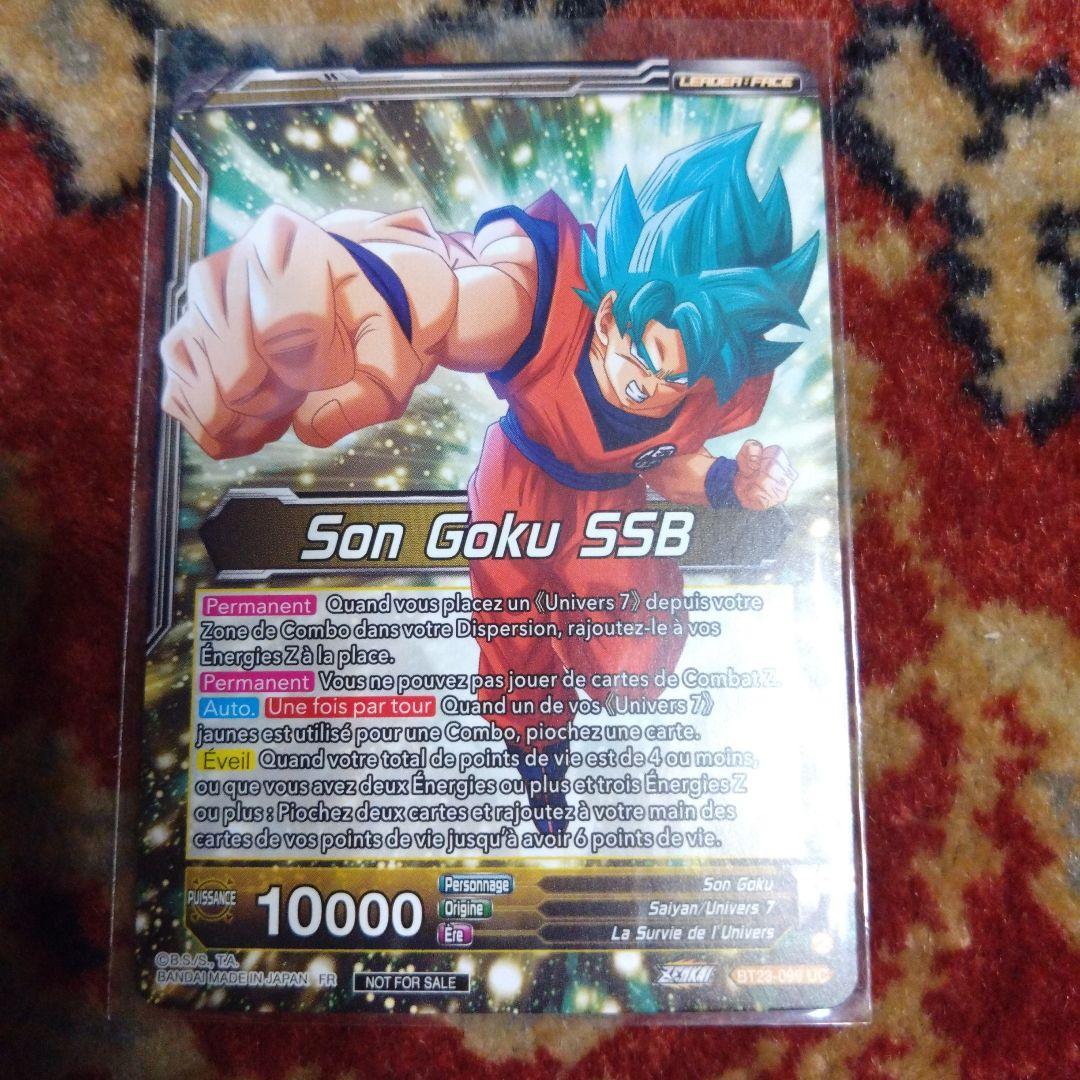 LEADER : FACE
Son Goku SSB
Permanent Quand vous placez un 《Univers 7》 depuis votre
Zone de Combo dans votre Dispersion, rajoutez-le à vos
Énergies Z à la place.
Permanent Vous ne pouvez pas jouer de cartes de Combat Z.
Auto. Une fois par tour Quand un de vos 《Univers 7》
jaunes est utilisé pour une Combo, piochez une carte.
Éveil Quand votre total de points de vie est de 4 ou moins,
ou que vous avez deux Énergies ou plus et trois Énergies Z
ou plus : Piochez deux cartes et rajoutez à votre main des
cartes de vos points de vie jusqu'à avoir 6 points de vie.
PUISSANCE 10000
Personnage Son Goku
Origine Saiyan/Univers 7
Ère La Survie de l'Univers
©B.S./S., T.A.
BANDAI MADE IN JAPAN FR NOT FOR SALE
ZENKAI BT23-099 UC